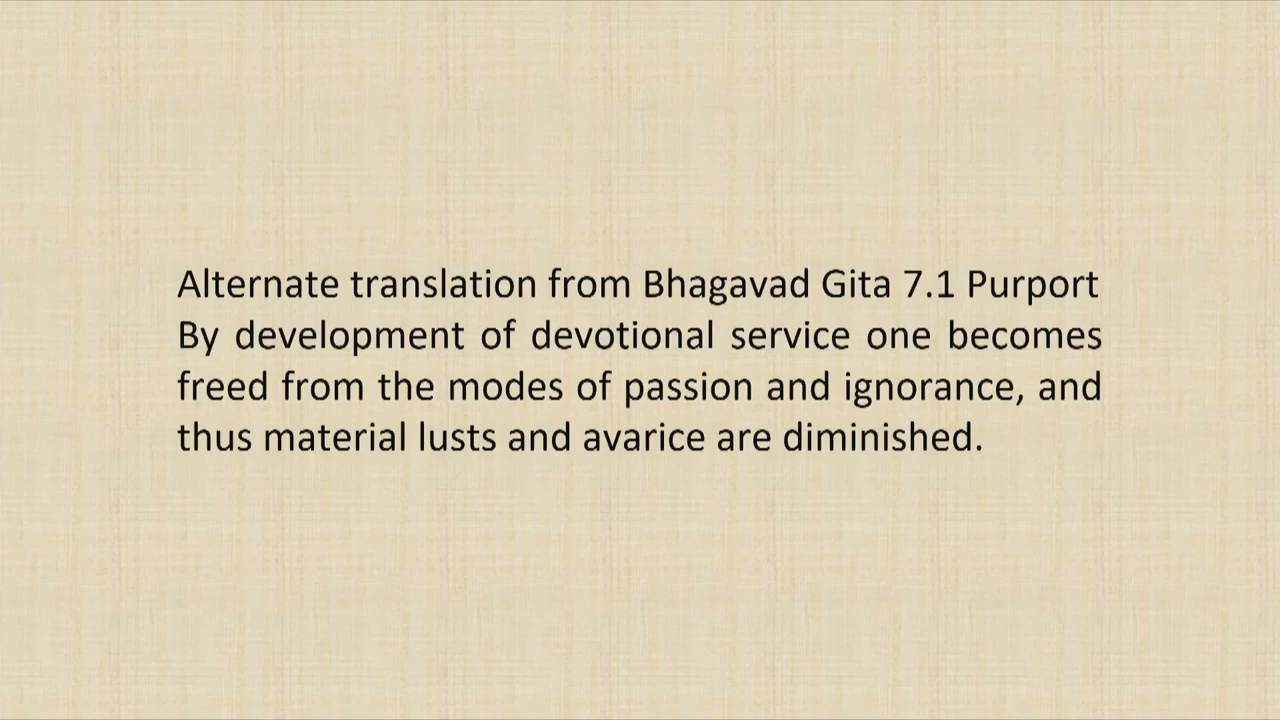 Alternate translation from Bhagavad Gita 7.1 Purport
By development of devotional service one becomes
freed from the modes of passion and ignorance, and
thus material lusts and avarice are diminished.